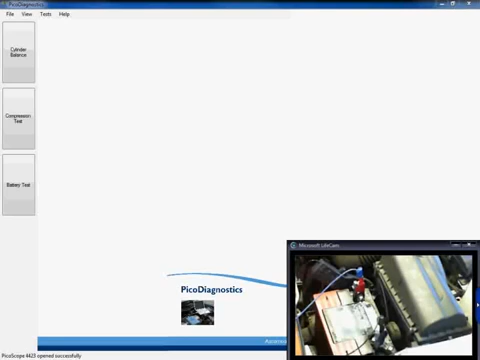 PicoDiagnostics
File View Tests Help
Cylinder
Balance
Compression
Test
Battery Test
Microsoft LifeCam
PicoDiagnostics
PicoScope 4423 opened successfully